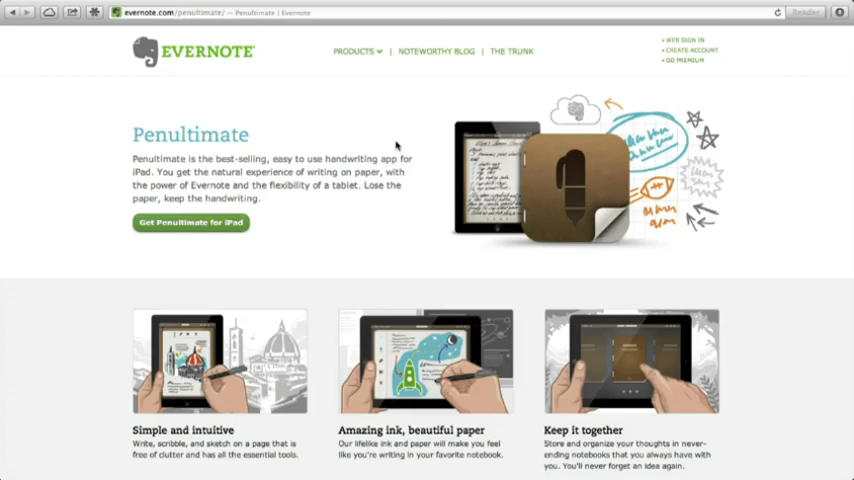 evernote.com/penultimate/ — Penultimate | Evernote
Reader
EVERNOTE
PRODUCTS | NOTEWORTHY BLOG | THE TRUNK
WEB SIGN IN
CREATE ACCOUNT
GO PREMIUM
Penultimate
Penultimate is the best-selling, easy to use handwriting app for
iPad. You get the natural experience of writing on paper, with
the power of Evernote and the flexibility of a tablet. Lose the
paper, keep the handwriting.
Get Penultimate for iPad
Simple and intuitive
Write, scribble, and sketch on a page that is
free of clutter and has all the essential tools.
Amazing ink, beautiful paper
Our lifelike ink and paper will make you feel
like you're writing in your favorite notebook.
Keep it together
Store and organize your thoughts in never-
ending notebooks that you always have with
you. You'll never forget an idea again.